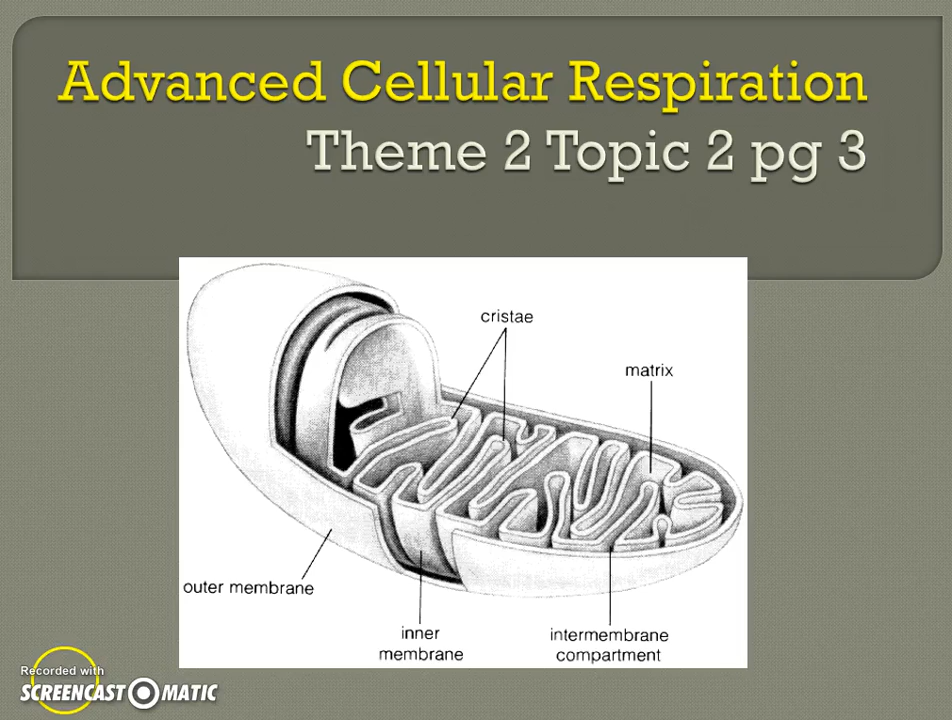 Advanced Cellular Respiration
Theme 2 Topic 2 pg 3
cristae
matrix
outer membrane
inner
membrane
intermembrane
compartment
Recorded with
SCREENCAST MATIC